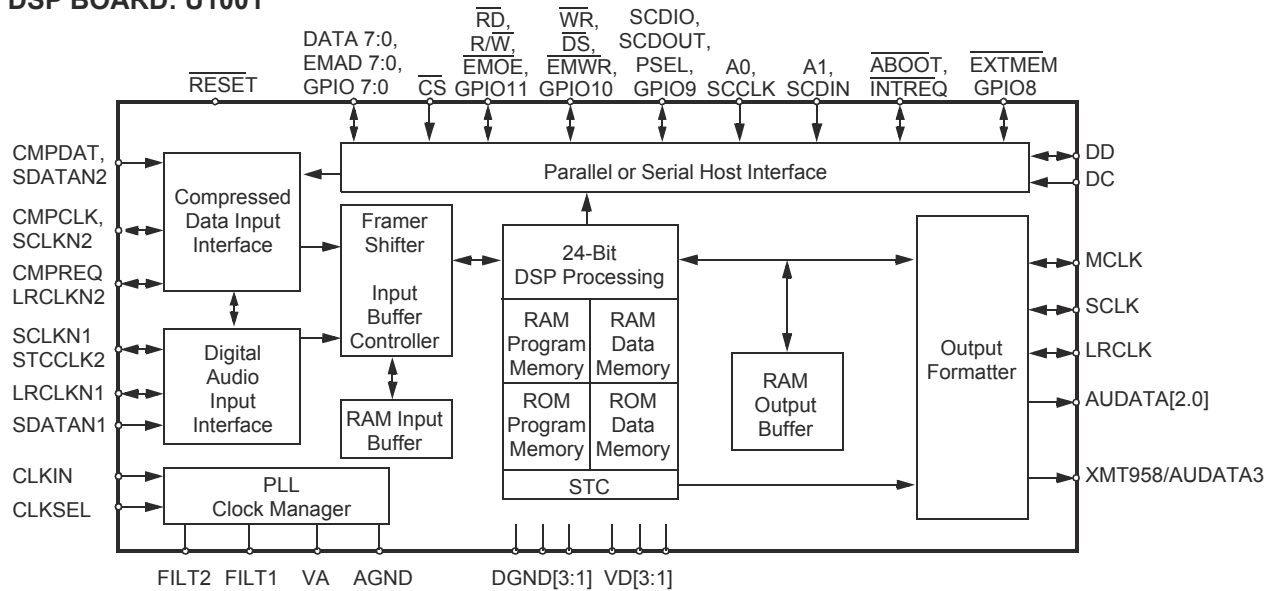 DSP BOARD: U1001
RD,
R/W,
EMOE,
GPIO11
WR,
DS,
EMWR,
GPIO10
SCDIO,
SCDOUT,
PSEL,
GPIO9
DATA 7:0,
EMAD 7:0,
GPIO 7:0
RESET
CS
A0,
SCCLK
A1,
SCDIN
ABOOT,
INTREQ
EXTMEM
GPIO8
CMPDAT,
SDATAN2
CMPCLK,
SCLKN2
CMPREQ
LRCLKN2
SCLKN1
STCCLK2
LRCLKN1
SDATAN1
CLKIN
CLKSEL
Compressed
Data Input
Interface
Digital
Audio
Input
Interface
PLL
Clock Manager
Parallel or Serial Host Interface
Framer
Shifter
Input
Buffer
Controller
RAM Input
Buffer
24-Bit
DSP Processing
RAM
Program
Memory
RAM
Data
Memory
ROM
Program
Memory
ROM
Data
Memory
STC
RAM
Output
Buffer
Output
Formatter
DD
DC
MCLK
SCLK
LRCLK
AUDATA[2.0]
XMT958/AUDATA3
FILT2
FILT1
VA
AGND
DGND[3:1]
VD[3:1]